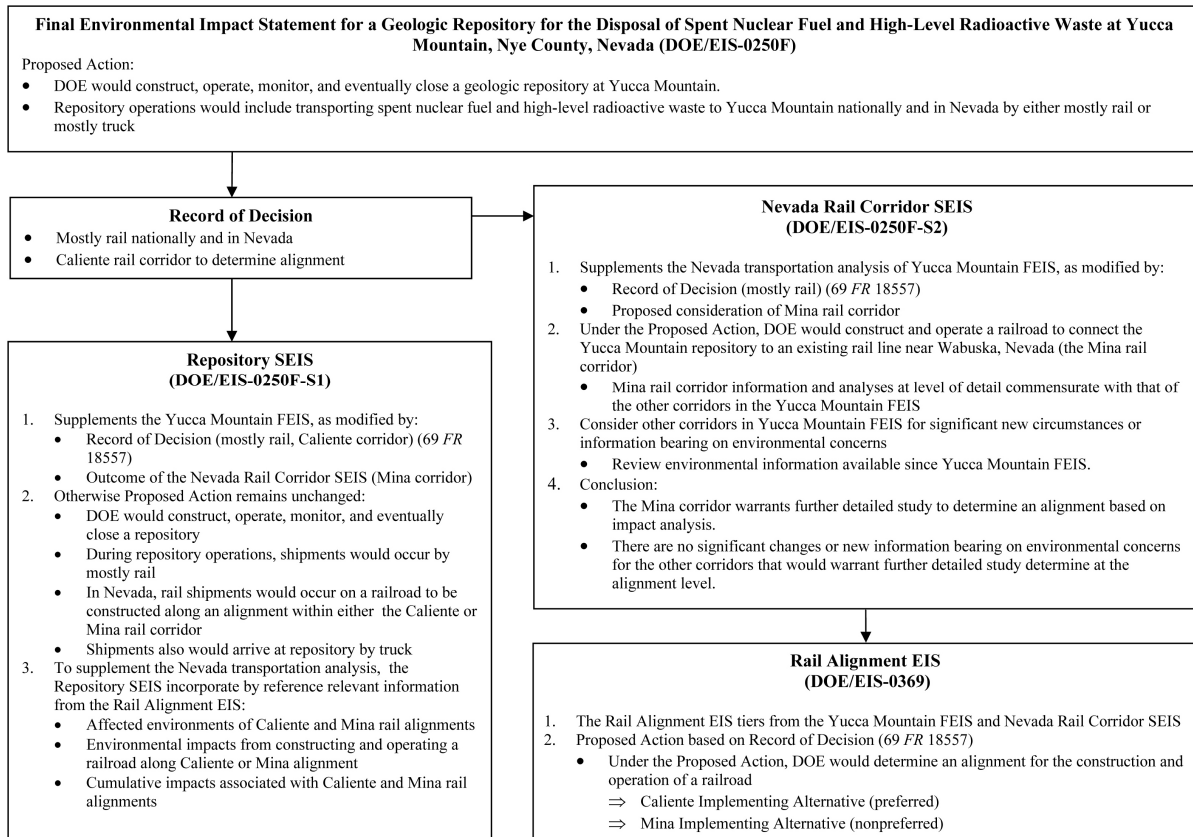 Final Environmental Impact Statement for a Geologic Repository for the Disposal of Spent Nuclear Fuel and High-Level Radioactive Waste at Yucca
Mountain, Nye County, Nevada (DOE/EIS-0250F)
Proposed Action:
• DOE would construct, operate, monitor, and eventually close a geologic repository at Yucca Mountain.
• Repository operations would include transporting spent nuclear fuel and high-level radioactive waste to Yucca Mountain nationally and in Nevada by either mostly rail or
mostly truck
Record of Decision
• Mostly rail nationally and in Nevada
• Caliente rail corridor to determine alignment
Repository SEIS
(DOE/EIS-0250F-S1)
1. Supplements the Yucca Mountain FEIS, as modified by:
• Record of Decision (mostly rail, Caliente corridor) (69 FR
18557)
• Outcome of the Nevada Rail Corridor SEIS (Mina corridor)
2. Otherwise Proposed Action remains unchanged:
• DOE would construct, operate, monitor, and eventually
close a repository
• During repository operations, shipments would occur by
mostly rail
• In Nevada, rail shipments would occur on a railroad to be
constructed along an alignment within either the Caliente or
Mina rail corridor
• Shipments also would arrive at repository by truck
3. To supplement the Nevada transportation analysis, the
Repository SEIS incorporate by reference relevant information
from the Rail Alignment EIS:
• Affected environments of Caliente and Mina rail alignments
• Environmental impacts from constructing and operating a
railroad along Caliente or Mina alignment
• Cumulative impacts associated with Caliente and Mina rail
alignments
Nevada Rail Corridor SEIS
(DOE/EIS-0250F-S2)
1. Supplements the Nevada transportation analysis of Yucca Mountain FEIS, as modified by:
• Record of Decision (mostly rail) (69 FR 18557)
• Proposed consideration of Mina rail corridor
2. Under the Proposed Action, DOE would construct and operate a railroad to connect the
Yucca Mountain repository to an existing rail line near Wabuska, Nevada (the Mina rail
corridor)
• Mina rail corridor information and analyses at level of detail commensurate with that of
the other corridors in the Yucca Mountain FEIS
3. Consider other corridors in Yucca Mountain FEIS for significant new circumstances or
information bearing on environmental concerns
• Review environmental information available since Yucca Mountain FEIS.
4. Conclusion:
• The Mina corridor warrants further detailed study to determine an alignment based on
impact analysis.
• There are no significant changes or new information bearing on environmental concerns
for the other corridors that would warrant further detailed study determine at the
alignment level.
Rail Alignment EIS
(DOE/EIS-0369)
1. The Rail Alignment EIS tiers from the Yucca Mountain FEIS and Nevada Rail Corridor SEIS
2. Proposed Action based on Record of Decision (69 FR 18557)
• Under the Proposed Action, DOE would determine an alignment for the construction and
operation of a railroad
⇒ Caliente Implementing Alternative (preferred)
⇒ Mina Implementing Alternative (nonpreferred)